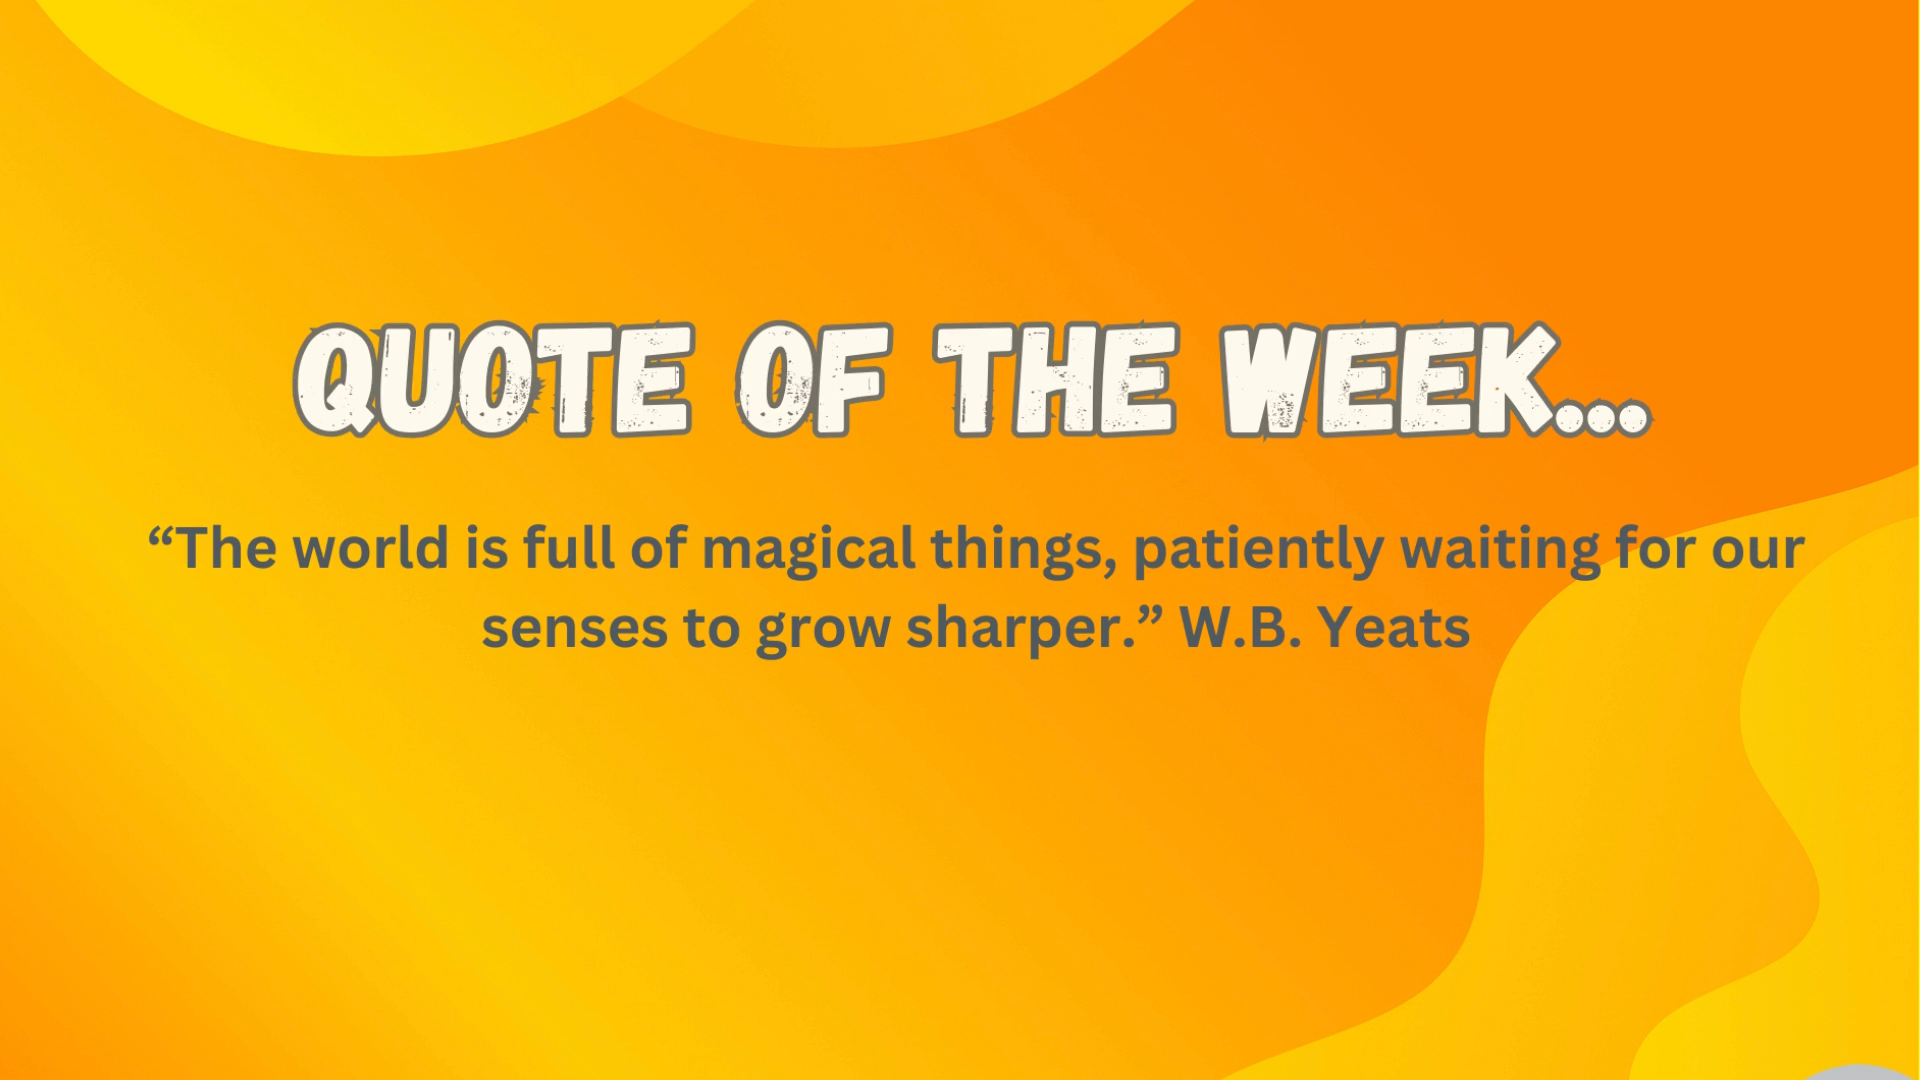 QUOTE OF THE WEEK...
“The world is full of magical things, patiently waiting for our
senses to grow sharper.” W.B. Yeats